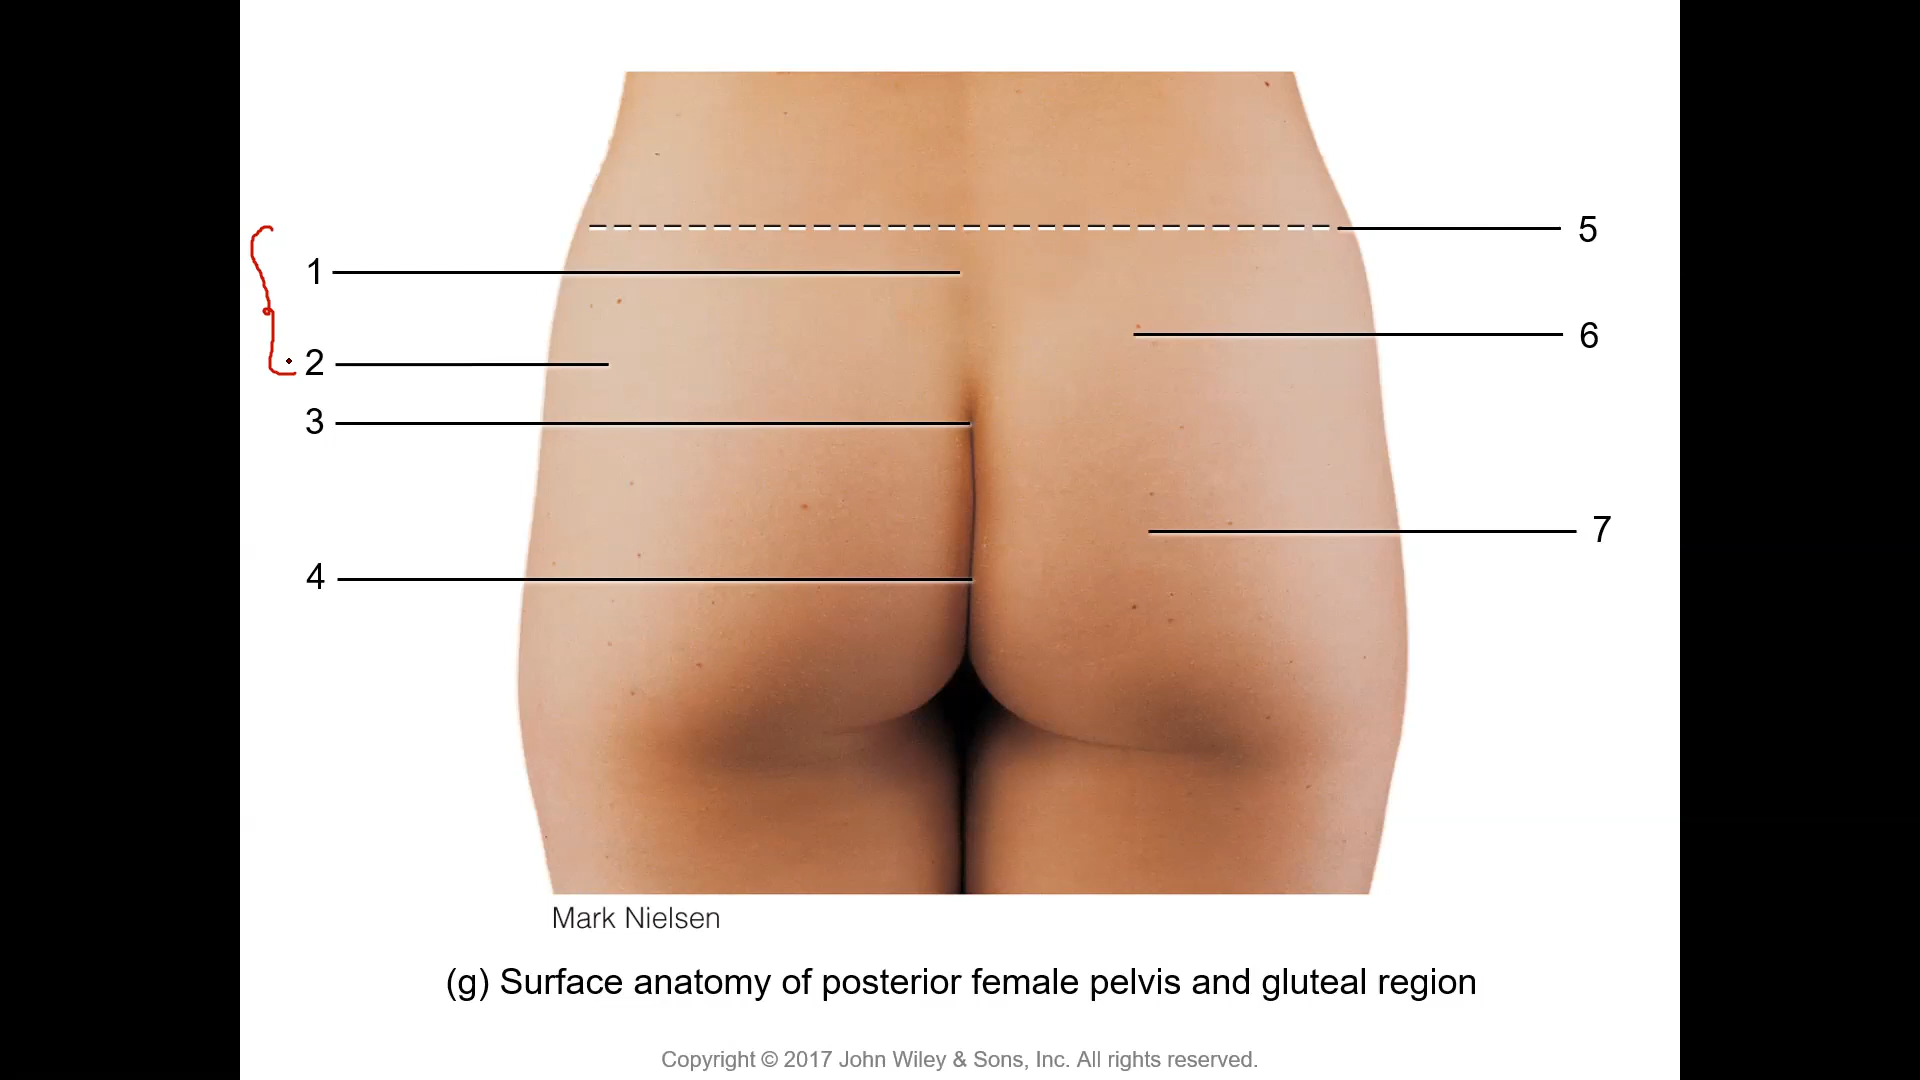 5
1
6
2
3
7
4
Mark Nielsen
(g) Surface anatomy of posterior female pelvis and gluteal region
Copyright © 2017 John Wiley & Sons, Inc. All rights reserved.